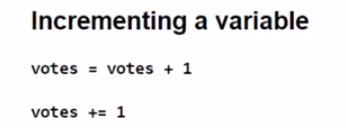 Incrementing a variable
votes = votes + 1
votes += 1